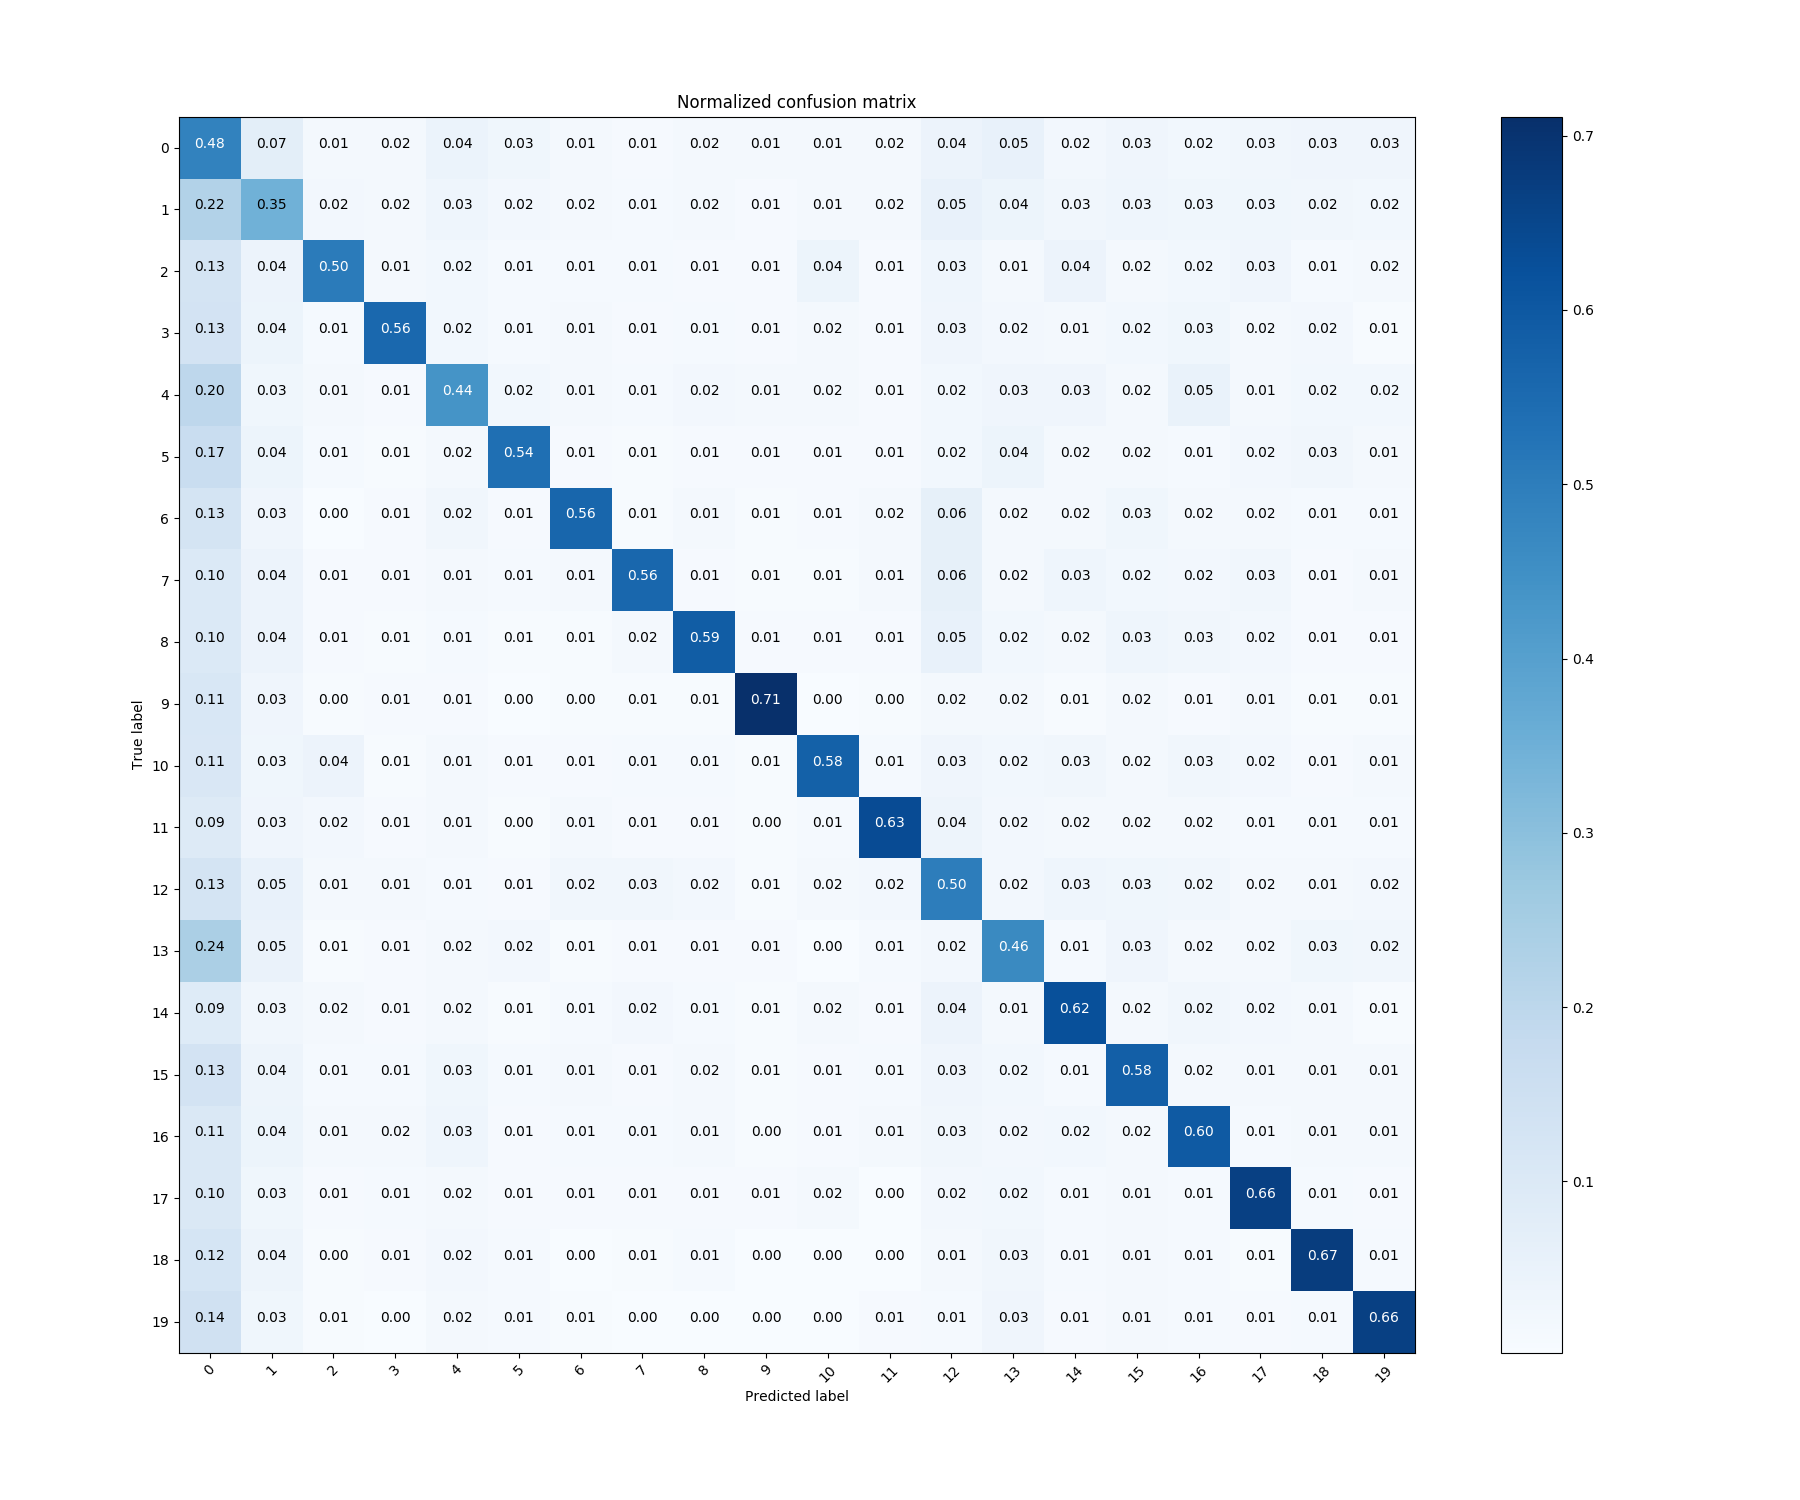 Normalized confusion matrix
0 0.48 0.07 0.01 0.02 0.04 0.03 0.01 0.01 0.02 0.01 0.01 0.02 0.04 0.05 0.02 0.03 0.02 0.03 0.03 0.03
1 0.22 0.35 0.02 0.02 0.03 0.02 0.02 0.01 0.02 0.01 0.01 0.02 0.05 0.04 0.03 0.03 0.03 0.03 0.02 0.02
2 0.13 0.04 0.50 0.01 0.02 0.01 0.01 0.01 0.01 0.01 0.04 0.01 0.03 0.01 0.04 0.02 0.02 0.03 0.01 0.02
3 0.13 0.04 0.01 0.56 0.02 0.01 0.01 0.01 0.01 0.01 0.02 0.01 0.03 0.02 0.01 0.02 0.03 0.02 0.02 0.01
4 0.20 0.03 0.01 0.01 0.44 0.02 0.01 0.01 0.02 0.01 0.02 0.01 0.02 0.03 0.03 0.02 0.05 0.01 0.02 0.02
5 0.17 0.04 0.01 0.01 0.02 0.54 0.01 0.01 0.01 0.01 0.01 0.01 0.02 0.04 0.02 0.02 0.01 0.02 0.03 0.01
6 0.13 0.03 0.00 0.01 0.02 0.01 0.56 0.01 0.01 0.01 0.01 0.02 0.06 0.02 0.02 0.03 0.02 0.02 0.01 0.01
7 0.10 0.04 0.01 0.01 0.01 0.01 0.01 0.56 0.01 0.01 0.01 0.01 0.06 0.02 0.03 0.02 0.02 0.03 0.01 0.01
8 0.10 0.04 0.01 0.01 0.01 0.01 0.01 0.02 0.59 0.01 0.01 0.01 0.05 0.02 0.02 0.03 0.03 0.02 0.01 0.01
9 0.11 0.03 0.00 0.01 0.01 0.00 0.00 0.01 0.01 0.71 0.00 0.00 0.02 0.02 0.01 0.02 0.01 0.01 0.01 0.01
10 0.11 0.03 0.04 0.01 0.01 0.01 0.01 0.01 0.01 0.01 0.58 0.01 0.03 0.02 0.03 0.02 0.03 0.02 0.01 0.01
11 0.09 0.03 0.02 0.01 0.01 0.00 0.01 0.01 0.01 0.00 0.01 0.63 0.04 0.02 0.02 0.02 0.02 0.01 0.01 0.01
12 0.13 0.05 0.01 0.01 0.01 0.01 0.02 0.03 0.02 0.01 0.02 0.02 0.50 0.02 0.03 0.03 0.02 0.02 0.01 0.02
13 0.24 0.05 0.01 0.01 0.02 0.02 0.01 0.01 0.01 0.01 0.00 0.01 0.02 0.46 0.01 0.03 0.02 0.02 0.03 0.02
14 0.09 0.03 0.02 0.01 0.02 0.01 0.01 0.02 0.01 0.01 0.02 0.01 0.04 0.01 0.62 0.02 0.02 0.02 0.01 0.01
15 0.13 0.04 0.01 0.01 0.03 0.01 0.01 0.01 0.02 0.01 0.01 0.01 0.03 0.02 0.01 0.58 0.02 0.01 0.01 0.01
16 0.11 0.04 0.01 0.02 0.03 0.01 0.01 0.01 0.01 0.00 0.01 0.01 0.03 0.02 0.02 0.02 0.60 0.01 0.01 0.01
17 0.10 0.03 0.01 0.01 0.02 0.01 0.01 0.01 0.01 0.01 0.02 0.00 0.02 0.02 0.01 0.01 0.01 0.66 0.01 0.01
18 0.12 0.04 0.00 0.01 0.02 0.01 0.00 0.01 0.01 0.00 0.00 0.00 0.01 0.03 0.01 0.01 0.01 0.01 0.67 0.01
19 0.14 0.03 0.01 0.00 0.02 0.01 0.01 0.00 0.00 0.00 0.00 0.01 0.01 0.03 0.01 0.01 0.01 0.01 0.01 0.66
0 1 2 3 4 5 6 7 8 9 10 11 12 13 14 15 16 17 18 19
True label
Predicted label
0.7
0.6
0.5
0.4
0.3
0.2
0.1